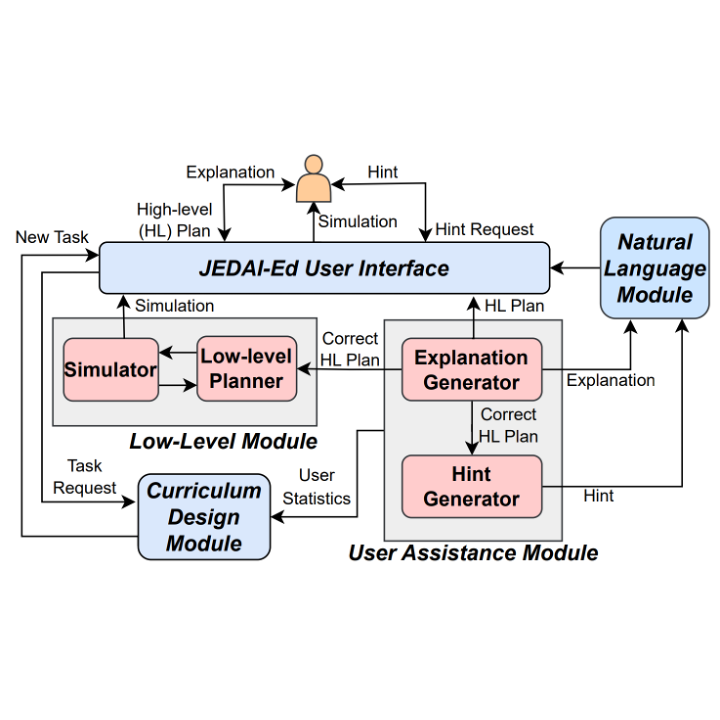 Explanation
Hint
High-level
(HL) Plan
Simulation
Hint Request
New Task
JEDAI-Ed User Interface
Natural
Language
Module
Simulation
HL Plan
Simulator
Low-level
Planner
Correct
HL Plan
Explanation
Generator
Explanation
Low-Level Module
Correct
HL Plan
Task
Request
Curriculum
Design
Module
User
Statistics
Hint
Generator
Hint
User Assistance Module